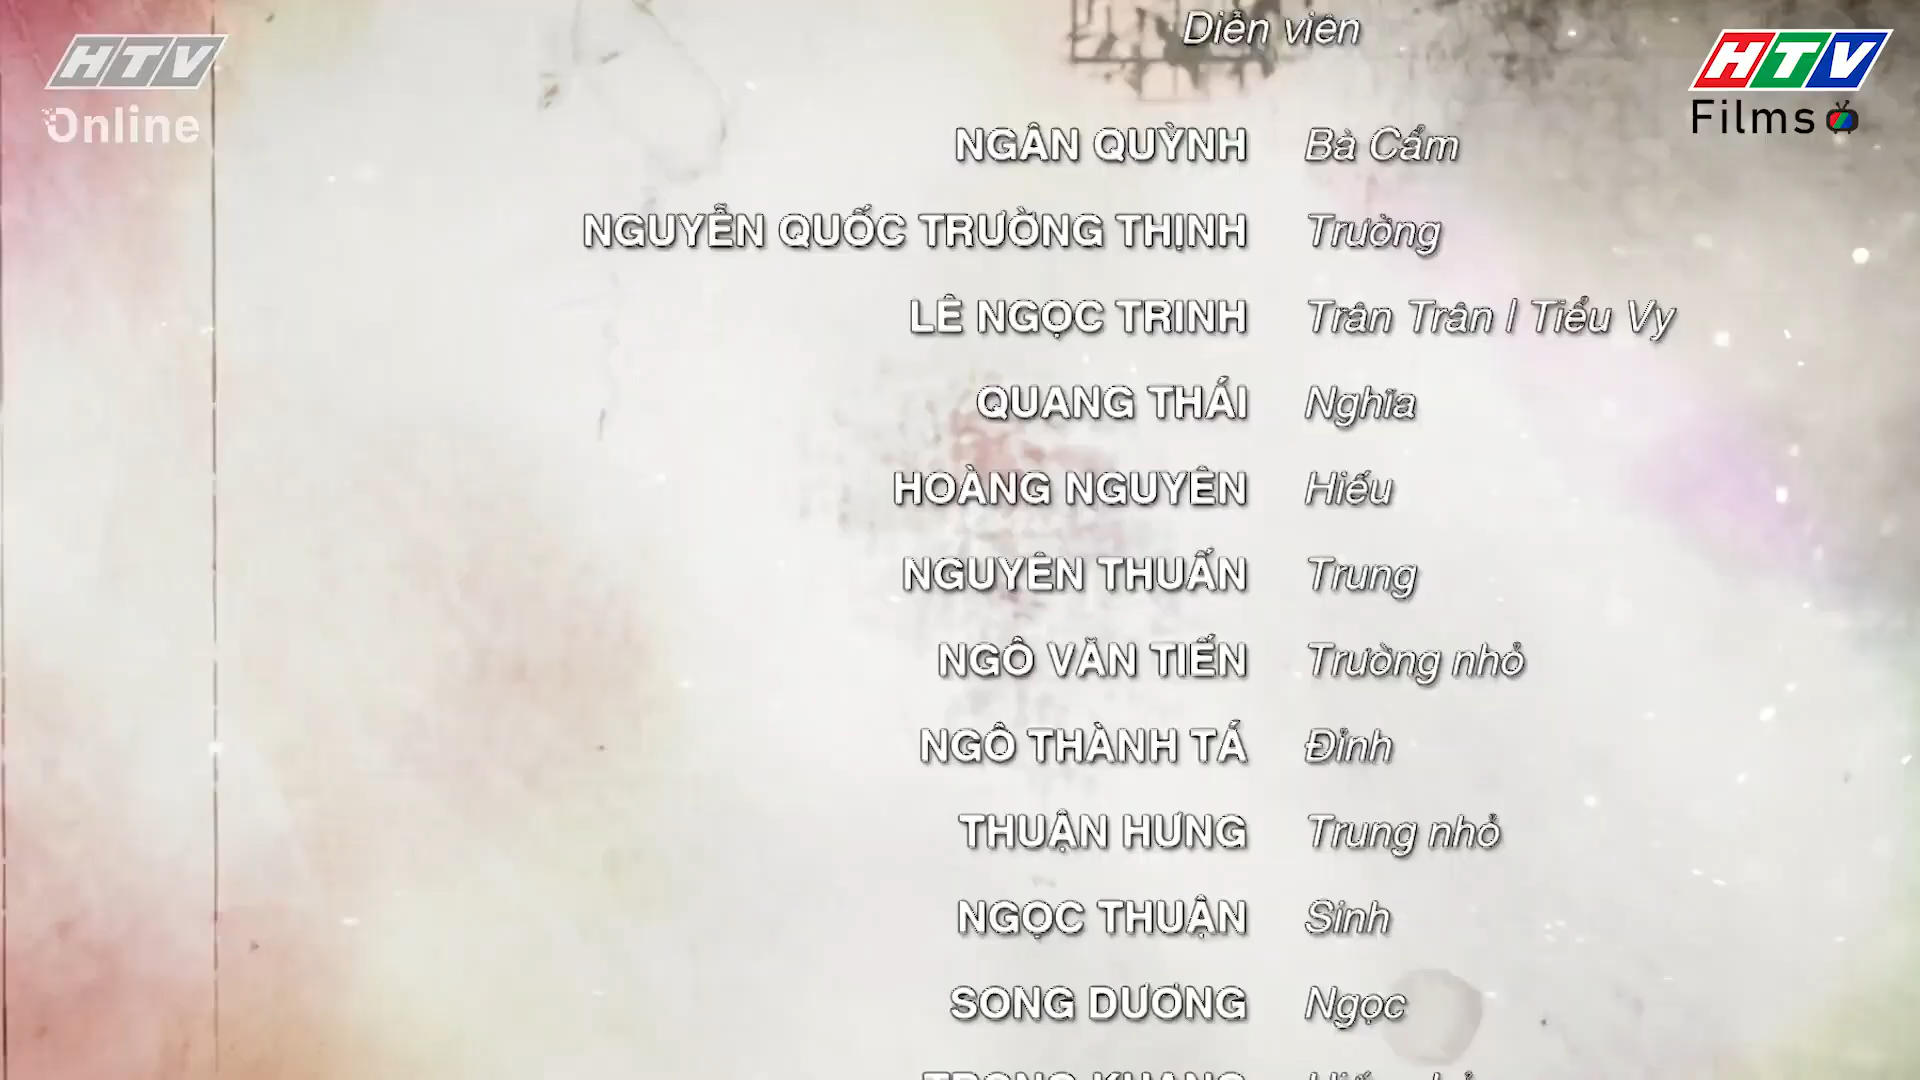 Diễn viên
HTV
Online
HTV
Films
NGÂN QUỲNH Bà Cẩm
NGUYỄN QUỐC TRƯỜNG THỊNH Trường
LÊ NGỌC TRINH Trân Trân / Tiểu Vy
QUANG THÁI Nghĩa
HOÀNG NGUYÊN Hiếu
NGUYÊN THUẤN Trung
NGÔ VĂN TIẾN Trường nhỏ
NGÔ THÀNH TÁ Đỉnh
THUẬN HƯNG Trung nhỏ
NGỌC THUẬN Sinh
SONG DƯƠNG Ngọc